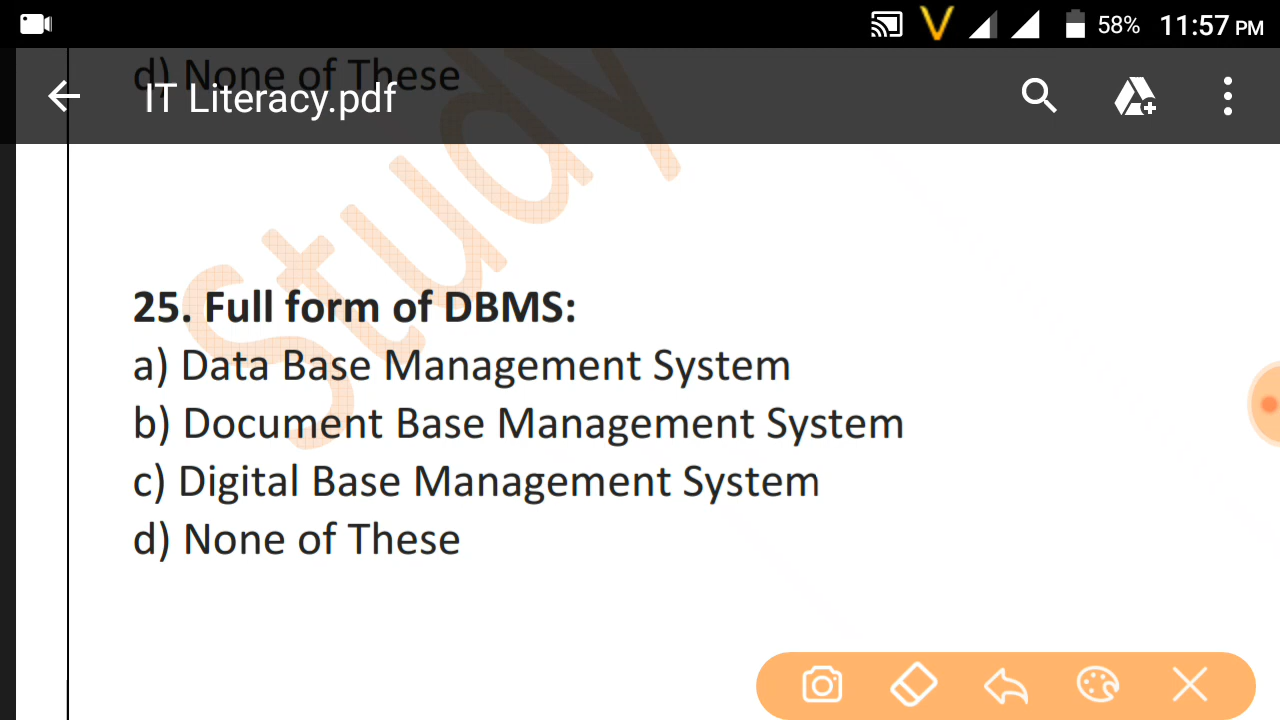 58% 11:57 PM
d) None of These
IT Literacy.pdf
Study
25. Full form of DBMS:
a) Data Base Management System
b) Document Base Management System
c) Digital Base Management System
d) None of These